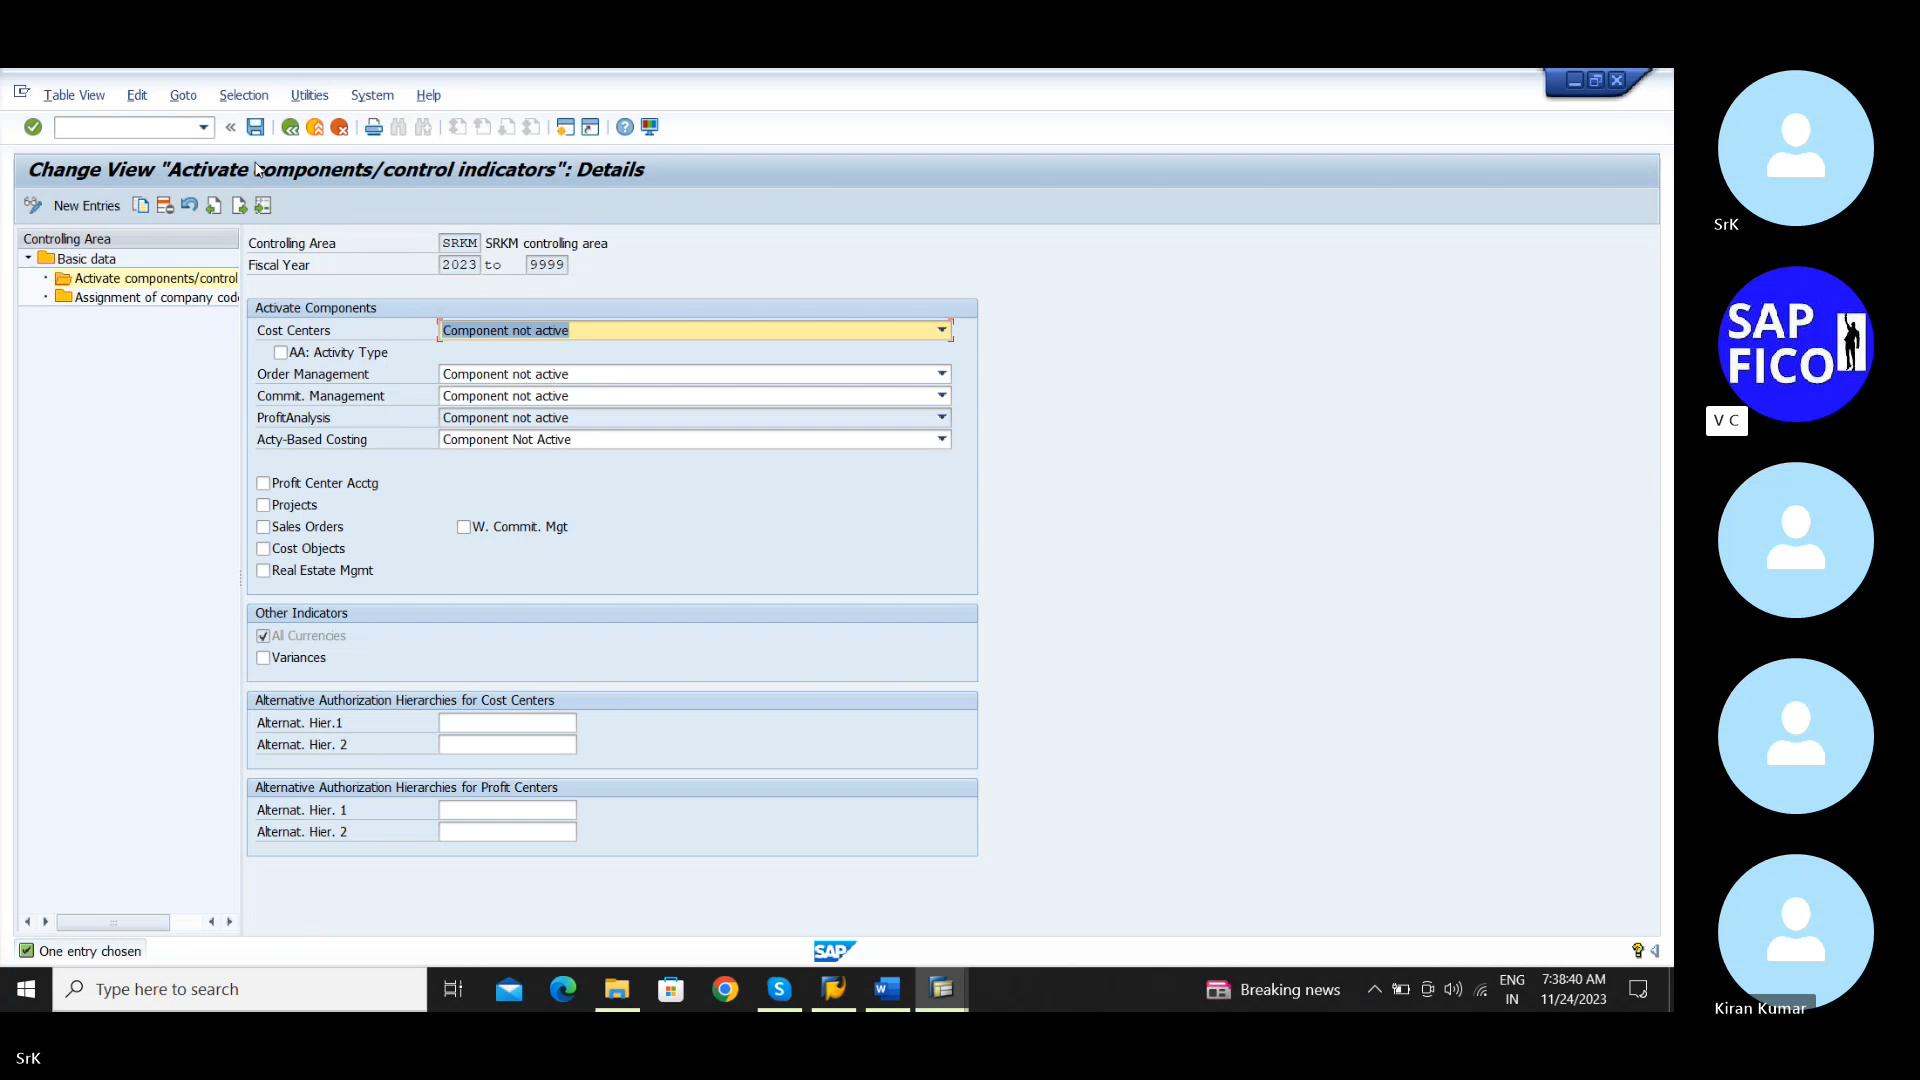 Table View Edit Goto Selection Utilities System Help
Change View "Activate components/control indicators": Details
New Entries
Controling Area
Basic data
Activate components/control
Assignment of company cod
Controling Area SRKM SRKM controling area
Fiscal Year 2023 to 9999
Activate Components
Cost Centers Component not active
AA: Activity Type
Order Management Component not active
Commit. Management Component not active
ProfitAnalysis Component not active
Acty-Based Costing Component Not Active
Profit Center Acctg
Projects
Sales Orders W. Commit. Mgt
Cost Objects
Real Estate Mgmt
Other Indicators
All Currencies
Variances
Alternative Authorization Hierarchies for Cost Centers
Alternat. Hier.1
Alternat. Hier. 2
Alternative Authorization Hierarchies for Profit Centers
Alternat. Hier. 1
Alternat. Hier. 2
One entry chosen
SAP
Type here to search
Breaking news
ENG
IN
7:38:40 AM
11/24/2023
SrK
SAP
FICO
V C
Kiran Kumar
SrK